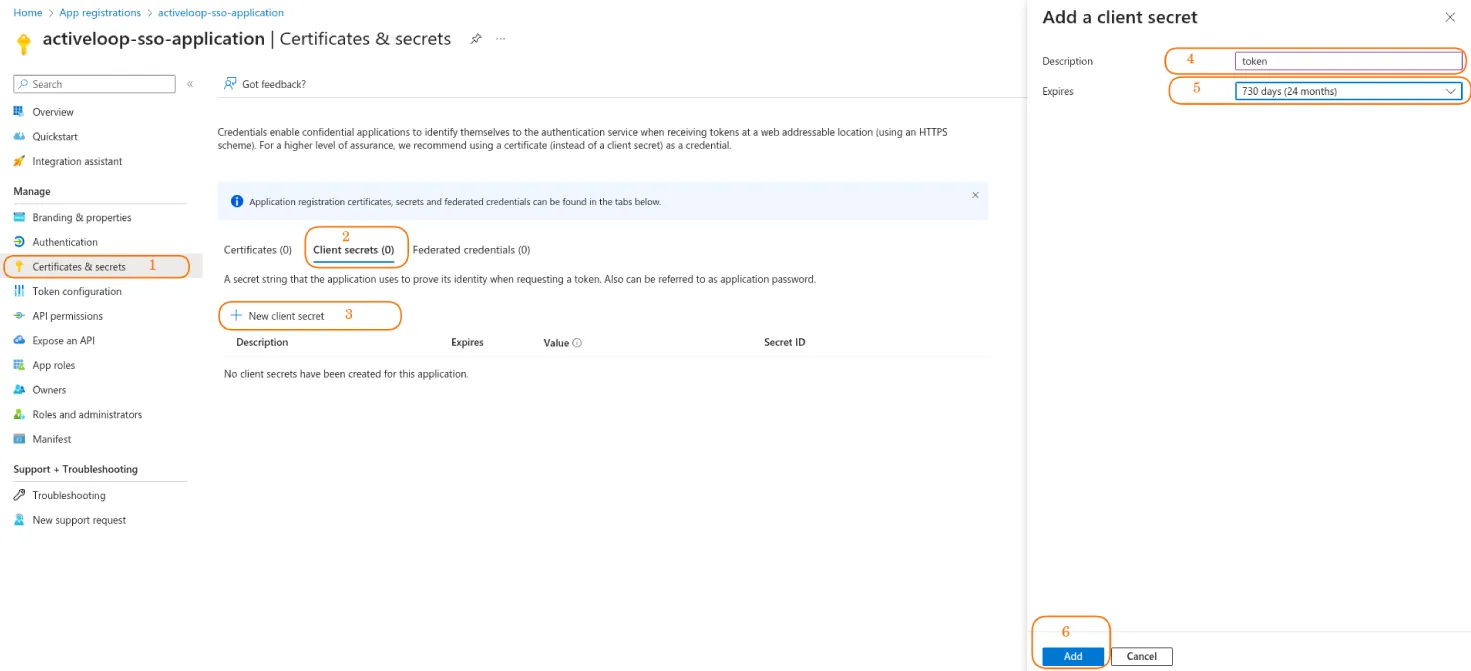 Home > App registrations > activeloop-sso-application
activeloop-sso-application | Certificates & secrets ...
Search «
Overview
Quickstart
Integration assistant
Manage
Branding & properties
Authentication
Certificates & secrets 1
Token configuration
API permissions
Expose an API
App roles
Owners
Roles and administrators
Manifest
Support + Troubleshooting
Troubleshooting
New support request
Got feedback?
Credentials enable confidential applications to identify themselves to the authentication service when receiving tokens at a web addressable location (using an HTTPS
scheme). For a higher level of assurance, we recommend using a certificate (instead of a client secret) as a credential.
Application registration certificates, secrets and federated credentials can be found in the tabs below.
2
Certificates (0) Client secrets (0) Federated credentials (0)
A secret string that the application uses to prove its identity when requesting a token. Also can be referred to as application password.
+ New client secret 3
Description Expires Value Secret ID
No client secrets have been created for this application.
Add a client secret
Description 4 token
Expires 5 730 days (24 months)
6
Add Cancel